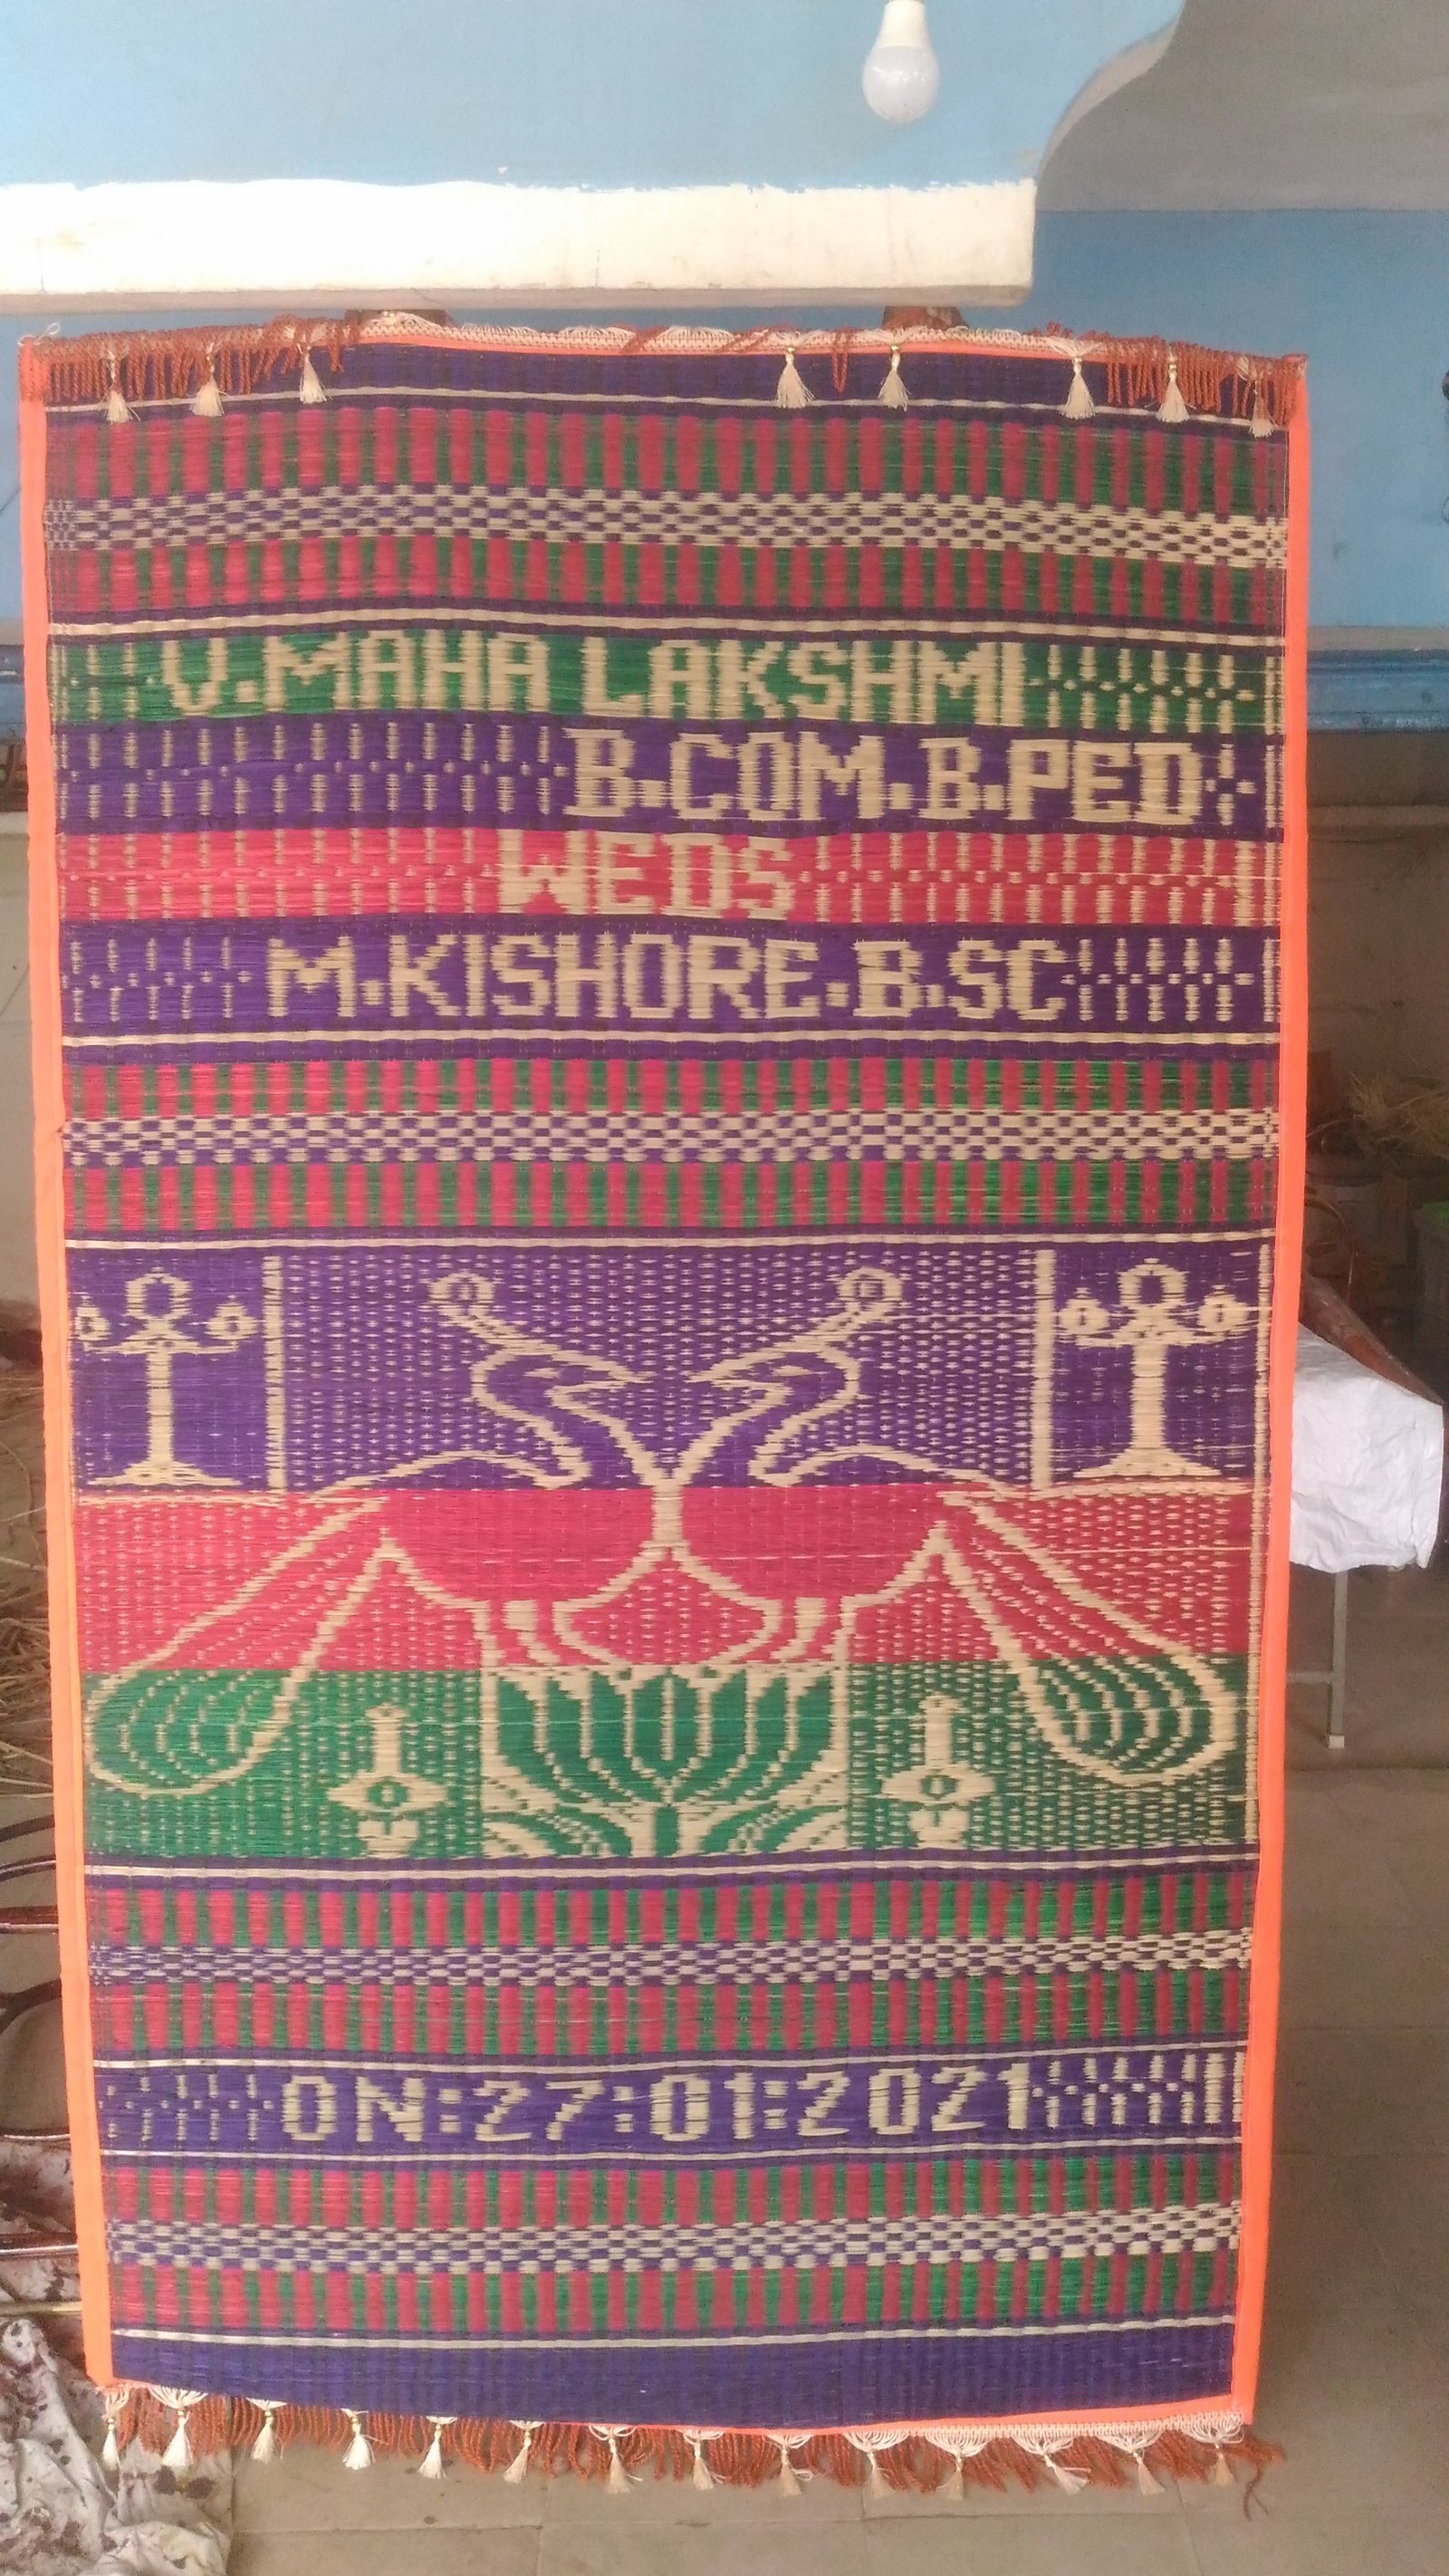 V.MAHA LAKSHMI
B.COM.B.PED
WEDS
M.KISHORE.B.SC
ON:27:01:2021